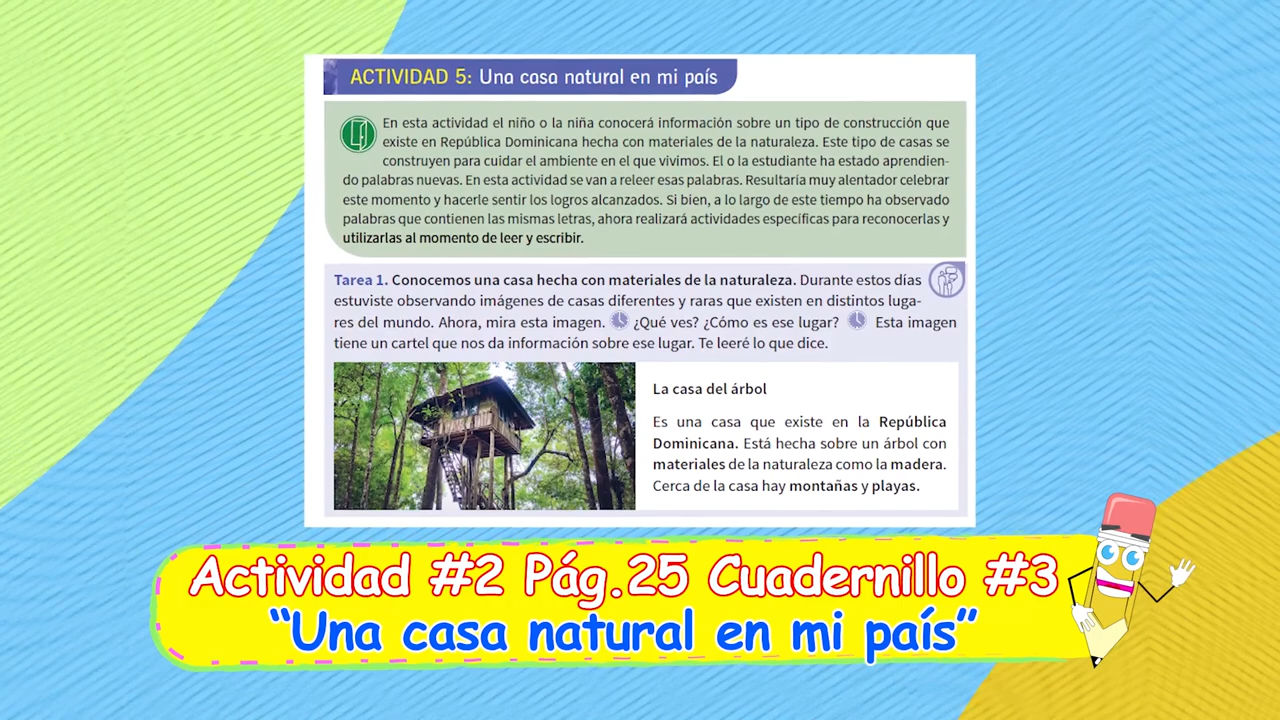 ACTIVIDAD 5: Una casa natural en mi país
En esta actividad el niño o la niña conocerá información sobre un tipo de construcción que
existe en República Dominicana hecha con materiales de la naturaleza. Este tipo de casas se
construyen para cuidar el ambiente en el que vivimos. El o la estudiante ha estado aprendien-
do palabras nuevas. En esta actividad se van a releer esas palabras. Resultaría muy alentador celebrar
este momento y hacerle sentir los logros alcanzados. Si bien, a lo largo de este tiempo ha observado
palabras que contienen las mismas letras, ahora realizará actividades específicas para reconocerlas y
utilizarlas al momento de leer y escribir.
Tarea 1. Conocemos una casa hecha con materiales de la naturaleza. Durante estos días
estuviste observando imágenes de casas diferentes y raras que existen en distintos luga-
res del mundo. Ahora, mira esta imagen. ¿Qué ves? ¿Cómo es ese lugar? Esta imagen
tiene un cartel que nos da información sobre ese lugar. Te leeré lo que dice.
La casa del árbol
Es una casa que existe en la República
Dominicana. Está hecha sobre un árbol con
materiales de la naturaleza como la madera.
Cerca de la casa hay montañas y playas.
Actividad #2 Pág.25 Cuadernillo #3
“Una casa natural en mi país”